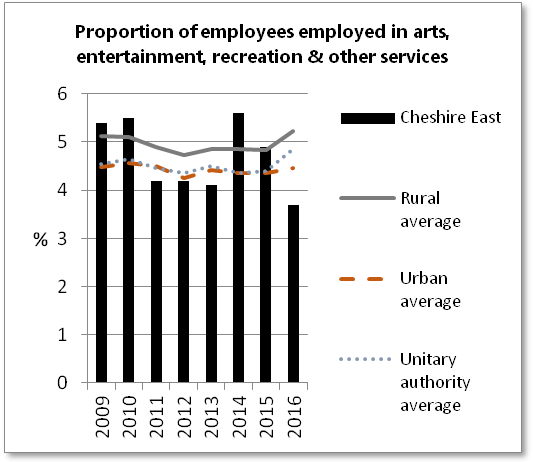 Proportion of employees employed in arts,
entertainment, recreation & other services
6
5
4
3
2
1
0
%
2009
2010
2011
2012
2013
2014
2015
2016
Cheshire East
Rural
average
Urban
average
Unitary
authority
average